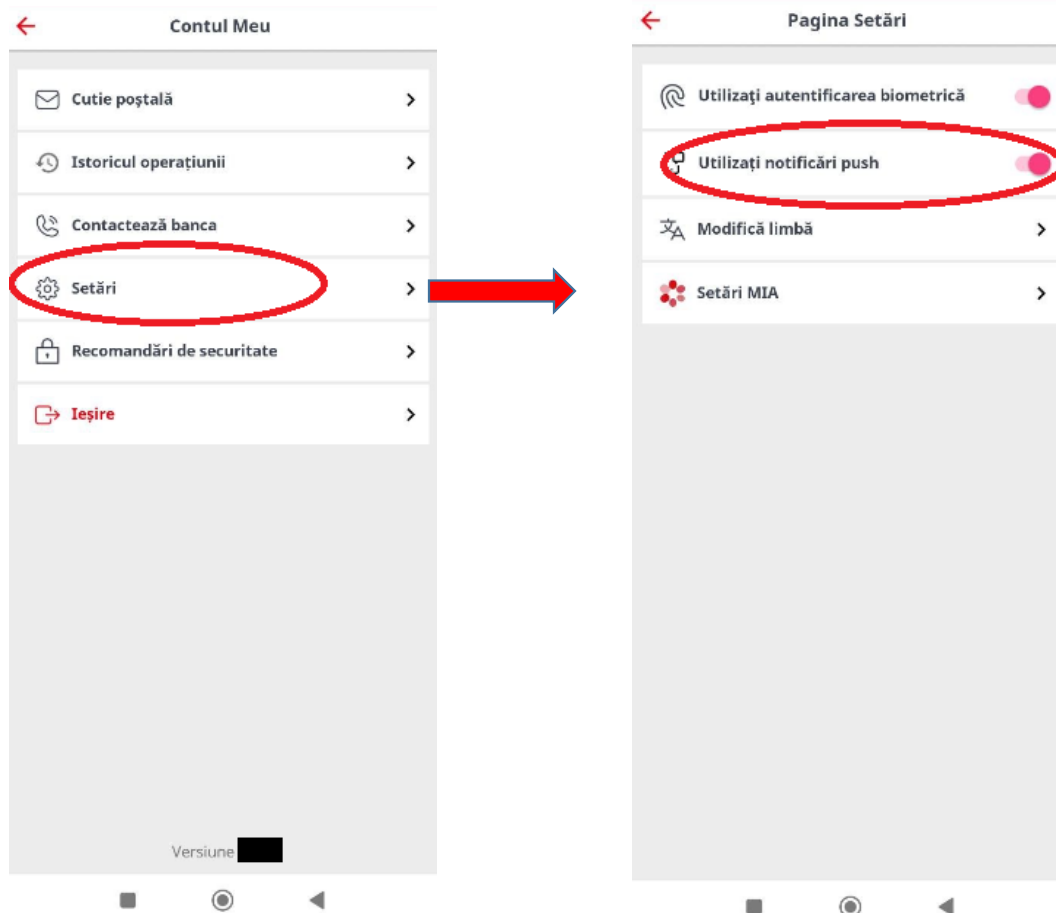 Contul Meu
Cutie poștală
Istoricul operațiunii
Contactează banca
Setări
Recomandări de securitate
Ieșire
Versiune
Pagina Setări
Utilizați autentificarea biometrică
Utilizați notificări push
Modifică limbă
Setări MIA